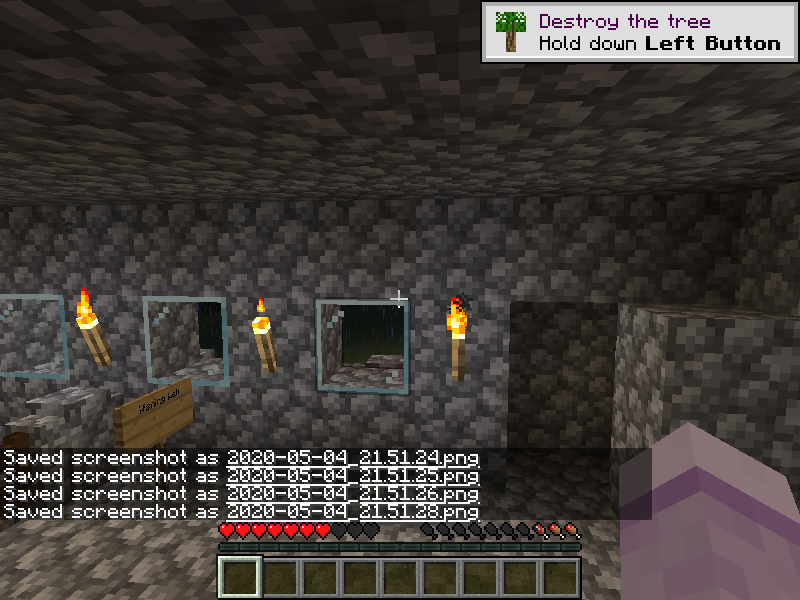 Destroy the tree
Hold down Left Button
Saved screenshot as 2020-05-04_21.51.24.png
Saved screenshot as 2020-05-04_21.51.25.png
Saved screenshot as 2020-05-04_21.51.26.png
Saved screenshot as 2020-05-04_21.51.28.png